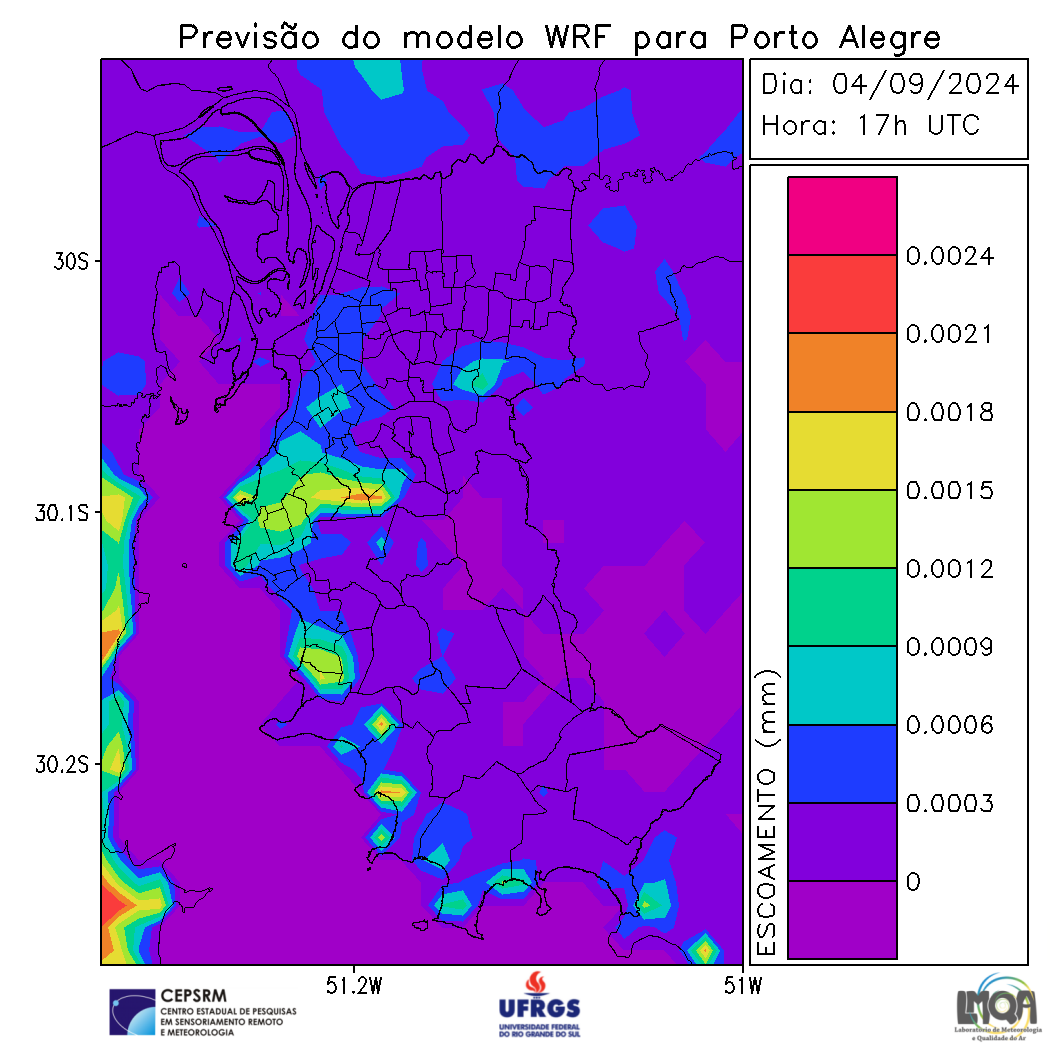 Previsão do modelo WRF para Porto Alegre
Dia: 04/09/2024
Hora: 17h UTC
30S
30.1S
30.2S
51.2W
51W
0.0024
0.0021
0.0018
0.0015
0.0012
0.0009
0.0006
0.0003
0
ESCOAMENTO (mm)
CEPSRM
CENTRO ESTADUAL DE PESQUISAS
EM SENSORIAMENTO REMOTO
E METEOROLOGIA
UFRGS
UNIVERSIDADE FEDERAL
DO RIO GRANDE DO SUL
LMQA
Laboratório de Meteorologia
e Qualidade do Ar